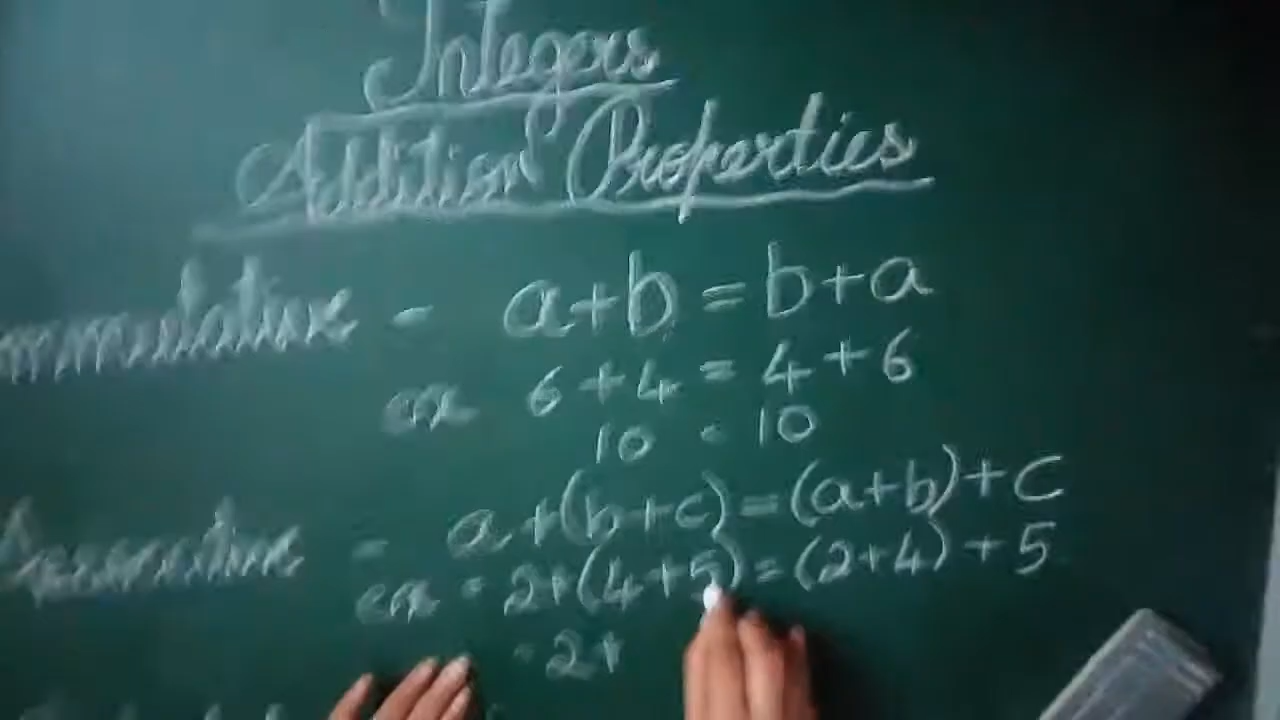 Integers
Addition Properties
mmutative - a+b = b+a
ex 6+4 = 4+6
10 = 10
Associative - a+(b+c) = (a+b)+c
ex = 2+(4+5) = (2+4)+5
= 2+